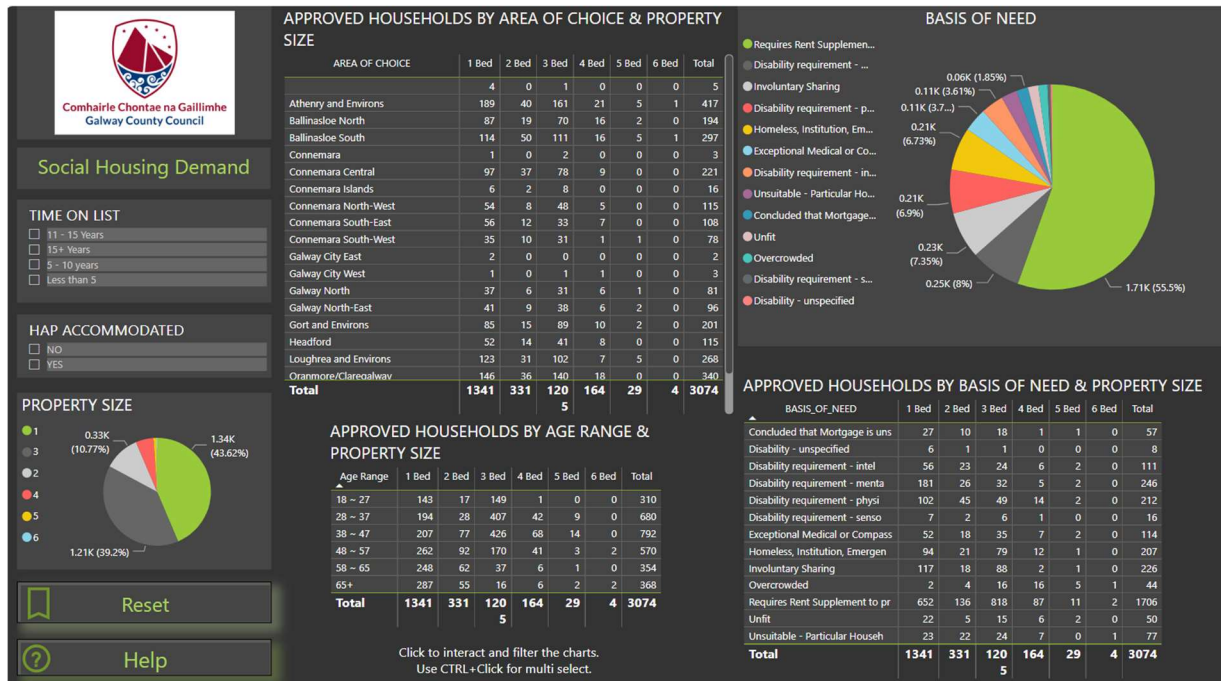 Comhairle Chontae na Gaillimhe
Galway County Council
Social Housing Demand
TIME ON LIST
11 - 15 Years
15+ Years
5 - 10 years
Less than 5
HAP ACCOMMODATED
NO
YES
PROPERTY SIZE
1
3
2
4
5
6
0.33K
(10.77%)
1.34K
(43.62%)
1.21K (39.2%)
Reset
Help
APPROVED HOUSEHOLDS BY AREA OF CHOICE & PROPERTY
SIZE
AREA OF CHOICE 1 Bed 2 Bed 3 Bed 4 Bed 5 Bed 6 Bed Total
4 0 1 0 0 0 5
Athenry and Environs 189 40 161 21 5 1 417
Ballinasloe North 87 19 70 16 2 0 194
Ballinasloe South 114 50 111 16 5 1 297
Connemara 1 0 2 0 0 0 3
Connemara Central 97 37 78 9 0 0 221
Connemara Islands 6 2 8 0 0 0 16
Connemara North-West 54 8 48 5 0 0 115
Connemara South-East 56 12 33 7 0 0 108
Connemara South-West 35 10 31 1 1 0 78
Galway City East 2 0 0 0 0 0 2
Galway City West 1 0 1 1 0 0 3
Galway North 37 6 31 6 1 0 81
Galway North-East 41 9 38 6 2 0 96
Gort and Environs 85 15 89 10 2 0 201
Headford 52 14 41 8 0 0 115
Loughrea and Environs 123 31 102 7 5 0 268
Oranmore/Claregalway 146 36 140 18 0 0 340
Total 1341 331 120 164 29 4 3074
5
APPROVED HOUSEHOLDS BY AGE RANGE &
PROPERTY SIZE
Age Range 1 Bed 2 Bed 3 Bed 4 Bed 5 Bed 6 Bed Total
18 ~ 27 143 17 149 1 0 0 310
28 ~ 37 194 28 407 42 9 0 680
38 ~ 47 207 77 426 68 14 0 792
48 ~ 57 262 92 170 41 3 2 570
58 ~ 65 248 62 37 6 1 0 354
65+ 287 55 16 6 2 2 368
Total 1341 331 120 164 29 4 3074
5
Click to interact and filter the charts.
Use CTRL+Click for multi select.
BASIS OF NEED
Requires Rent Supplemen...
Disability requirement - ...
Involuntary Sharing
Disability requirement - p...
Homeless, Institution, Em...
Exceptional Medical or Co...
Disability requirement - in...
Unsuitable - Particular Ho...
Concluded that Mortgage...
Unfit
Overcrowded
Disability requirement - s...
Disability - unspecified
0.06K (1.85%)
0.11K (3.61%)
0.11K (3.7...)
0.21K
(6.73%)
0.21K
(6.9%)
0.23K
(7.35%)
0.25K (8%)
1.71K (55.5%)
APPROVED HOUSEHOLDS BY BASIS OF NEED & PROPERTY SIZE
BASIS_OF_NEED 1 Bed 2 Bed 3 Bed 4 Bed 5 Bed 6 Bed Total
Concluded that Mortgage is uns 27 10 18 1 1 0 57
Disability - unspecified 6 1 1 0 0 0 8
Disability requirement - intel 56 23 24 6 2 0 111
Disability requirement - menta 181 26 32 5 2 0 246
Disability requirement - physi 102 45 49 14 2 0 212
Disability requirement - senso 7 2 6 1 0 0 16
Exceptional Medical or Compass 52 18 35 7 2 0 114
Homeless, Institution, Emergen 94 21 79 12 1 0 207
Involuntary Sharing 117 18 88 2 1 0 226
Overcrowded 2 4 16 16 5 1 44
Requires Rent Supplement to pr 652 136 818 87 11 2 1706
Unfit 22 5 15 6 2 0 50
Unsuitable - Particular Househ 23 22 24 7 0 1 77
Total 1341 331 120 164 29 4 3074
5